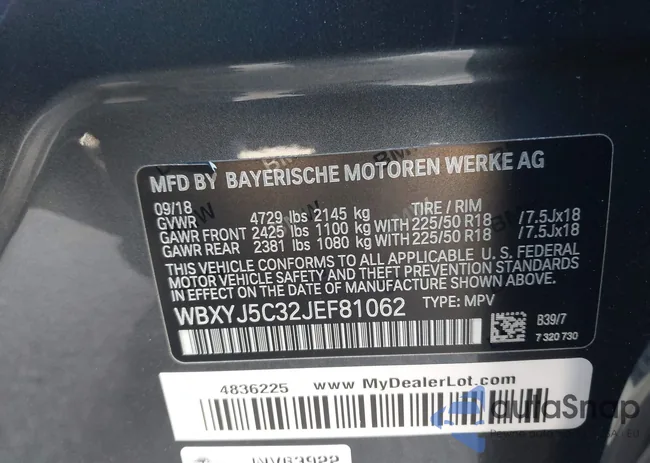 MFD BY BAYERISCHE MOTOREN WERKE AG
09/18
GVWR 4729 lbs 2145 kg TIRE / RIM
GAWR FRONT 2425 lbs 1100 kg WITH 225/50 R18 /7.5Jx18
GAWR REAR 2381 lbs 1080 kg WITH 225/50 R18 /7.5Jx18
THIS VEHICLE CONFORMS TO ALL APPLICABLE U.S. FEDERAL
MOTOR VEHICLE SAFETY AND THEFT PREVENTION STANDARDS
IN EFFECT ON THE DATE OF MANUFACTURE SHOWN ABOVE.
WBXYJ5C32JEF81062 TYPE: MPV
B39/7
7 320 730
4836225 www.MyDealerLot.com
autoSnap